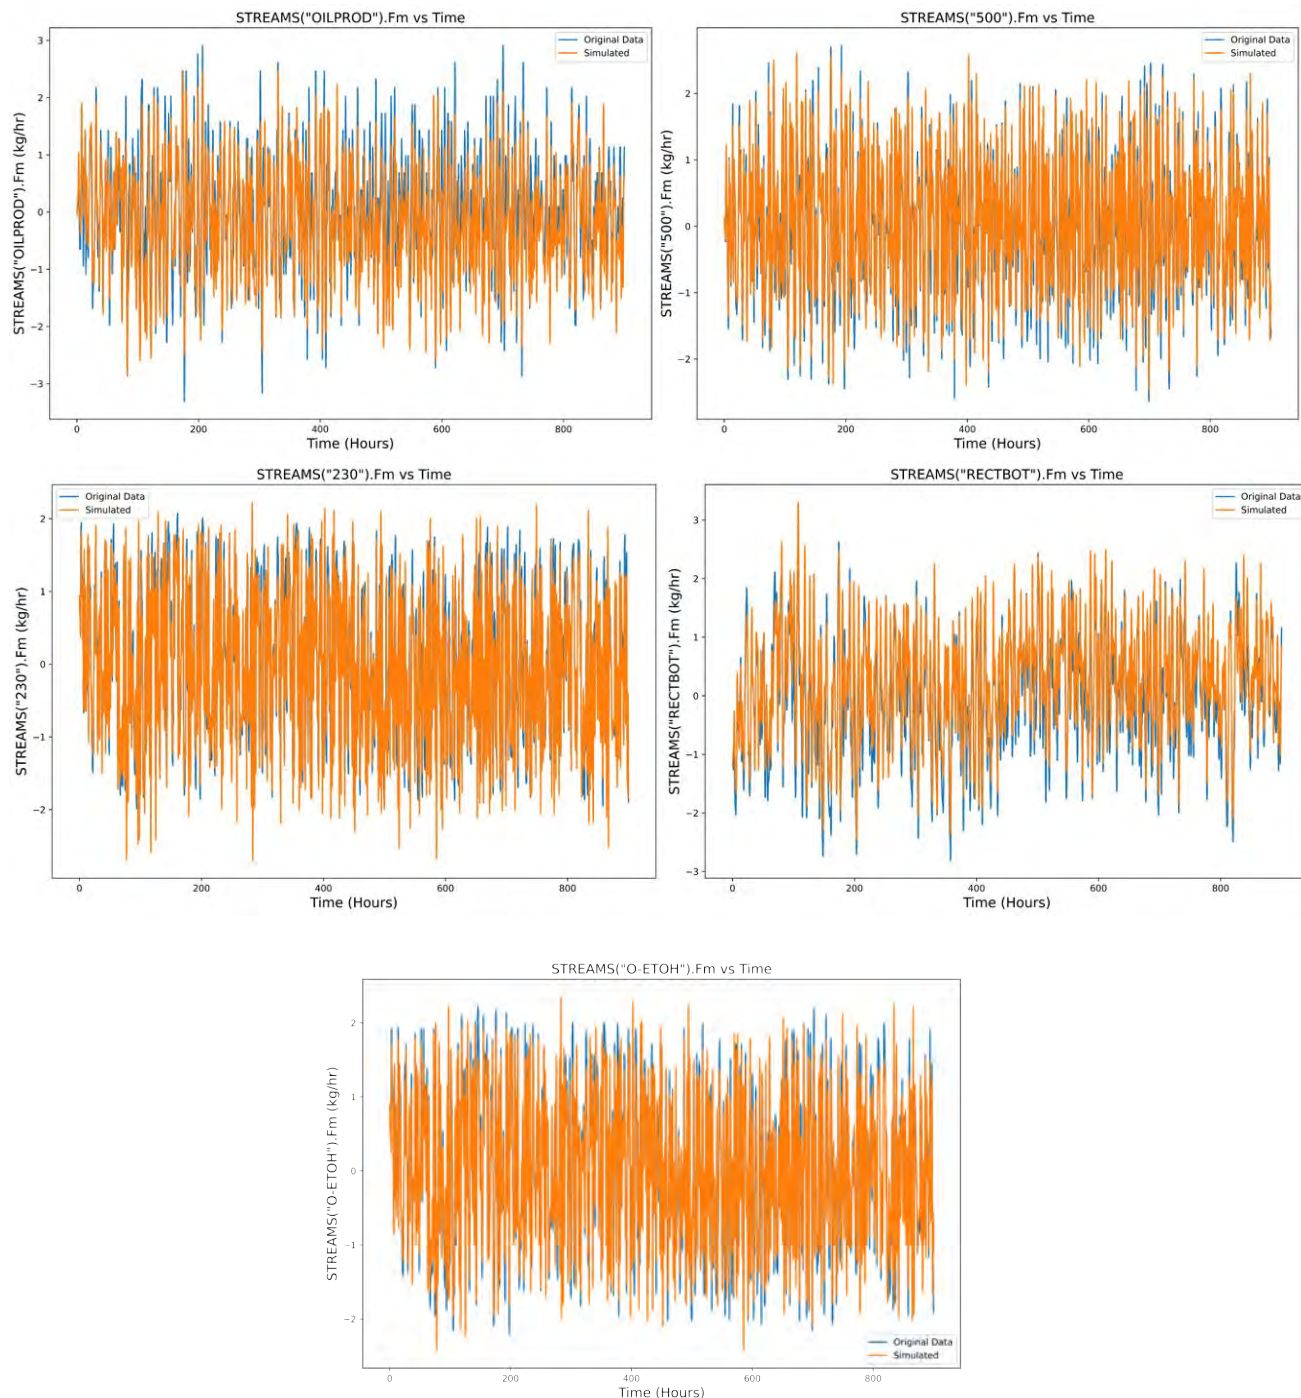 STREAMS("OILPROD").Fm vs Time
3
2
1
0
−1
−2
−3
STREAMS("OILPROD").Fm (kg/hr)
Original Data
Simulated
0
200
400
600
800
Time (Hours)
STREAMS("500").Fm vs Time
2
1
0
−1
−2
STREAMS("500").Fm (kg/hr)
Original Data
Simulated
0
200
400
600
800
Time (Hours)
STREAMS("230").Fm vs Time
2
1
0
−1
−2
STREAMS("230").Fm (kg/hr)
Original Data
Simulated
0
200
400
600
800
Time (Hours)
STREAMS("RECTBOT").Fm vs Time
3
2
1
0
−1
−2
−3
STREAMS("RECTBOT").Fm (kg/hr)
Original Data
Simulated
0
200
400
600
800
Time (Hours)
STREAMS("O-ETOH").Fm vs Time
2
1
0
−1
−2
STREAMS("O-ETOH").Fm (kg/hr)
Original Data
Simulated
0
200
400
600
800
Time (Hours)